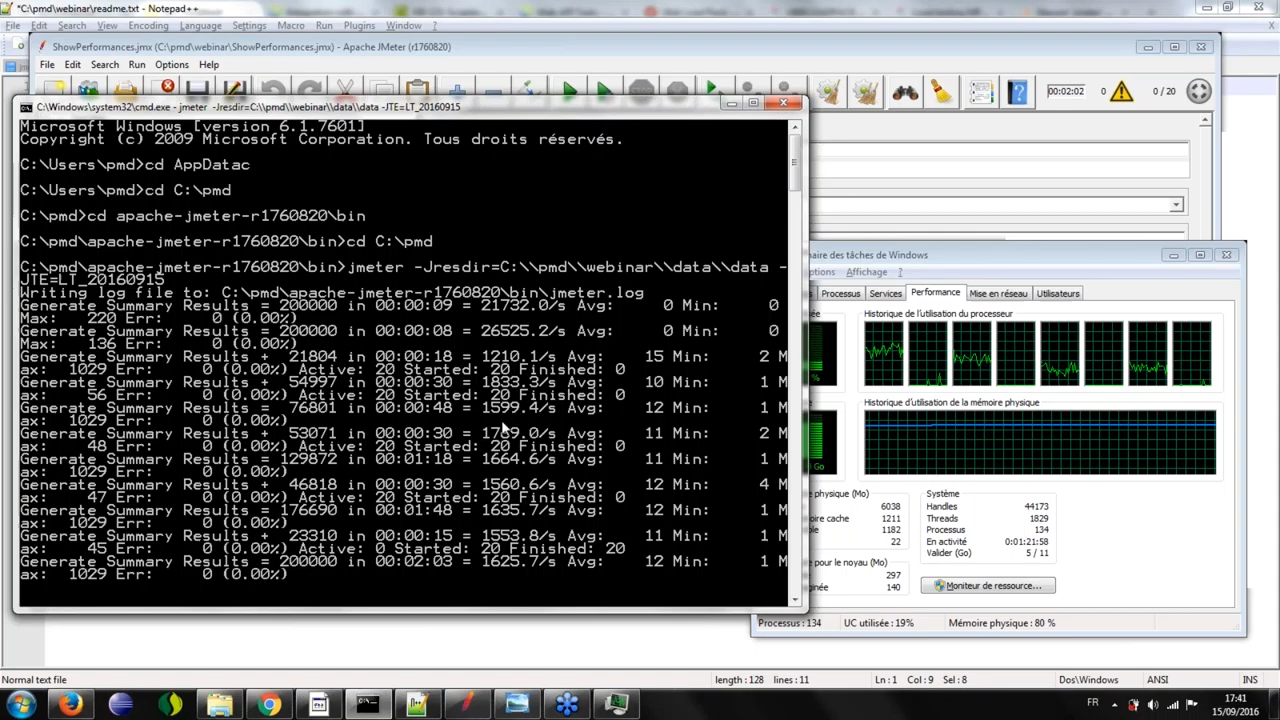 *C:\pmd\webinar\readme.txt - Notepad++
File Edit Search View Encoding Language Settings Macro Run Plugins Window ?
X
ShowPerformances.jmx (C:\pmd\webinar\ShowPerformances.jmx) - Apache JMeter (r1760820)
File Edit Search Run Options Help
00:02:02 0 0 / 20
C:\Windows\system32\cmd.exe - jmeter -Jresdir=C:\\pmd\\webinar\\data\\data -JTE=LT_20160915
Microsoft Windows [version 6.1.7601]
Copyright (c) 2009 Microsoft Corporation. Tous droits réservés.
C:\Users\pmd>cd AppDatac
C:\Users\pmd>cd C:\pmd
C:\pmd>cd apache-jmeter-r1760820\bin
C:\pmd\apache-jmeter-r1760820\bin>cd C:\pmd
C:\pmd\apache-jmeter-r1760820\bin>jmeter -Jresdir=C:\\pmd\\webinar\\data\\data -
JTE=LT_20160915
Writing log file to: C:\pmd\apache-jmeter-r1760820\bin\jmeter.log
Generate Summary Results = 200000 in 00:00:09 = 21732.0/s Avg: 0 Min: 0
Max: 220 Err: 0 (0.00%)
Generate Summary Results = 200000 in 00:00:08 = 26525.2/s Avg: 0 Min: 0
Max: 136 Err: 0 (0.00%)
Generate Summary Results + 21804 in 00:00:18 = 1210.1/s Avg: 15 Min: 2 M
ax: 1029 Err: 0 (0.00%) Active: 20 Started: 20 Finished: 0
Generate Summary Results + 54997 in 00:00:30 = 1833.3/s Avg: 10 Min: 1 M
ax: 56 Err: 0 (0.00%) Active: 20 Started: 20 Finished: 0
Generate Summary Results = 76801 in 00:00:48 = 1599.4/s Avg: 12 Min: 1 M
ax: 1029 Err: 0 (0.00%)
Generate Summary Results + 53071 in 00:00:30 = 1769.0/s Avg: 11 Min: 2 M
ax: 48 Err: 0 (0.00%) Active: 20 Started: 20 Finished: 0
Generate Summary Results = 129872 in 00:01:18 = 1664.6/s Avg: 11 Min: 1 M
ax: 1029 Err: 0 (0.00%)
Generate Summary Results + 46818 in 00:00:30 = 1560.6/s Avg: 12 Min: 4 M
ax: 47 Err: 0 (0.00%) Active: 20 Started: 20 Finished: 0
Generate Summary Results = 176690 in 00:01:48 = 1635.7/s Avg: 12 Min: 1 M
ax: 1029 Err: 0 (0.00%)
Generate Summary Results + 23310 in 00:00:15 = 1553.8/s Avg: 11 Min: 1 M
ax: 45 Err: 0 (0.00%) Active: 0 Started: 20 Finished: 20
Generate Summary Results = 200000 in 00:02:03 = 1625.7/s Avg: 12 Min: 1 M
ax: 1029 Err: 0 (0.00%)
naire des tâches de Windows
ptions Affichage ?
Processus Services Performance Mise en réseau Utilisateurs
Historique de l'utilisation du processeur
%
Historique d'utilisation de la mémoire physique
0 Go
physique (Mo)
6038
oire cache 1211
1182
22
Système
Handles 44173
Threads 1829
Processus 134
En activité 0:01:21:58
Valider (Go) 5 / 11
e pour le noyau (Mo)
297
ginée 140
Moniteur de ressource...
Processus : 134 UC utilisée : 19% Mémoire physique : 80 %
Normal text file length : 128 lines : 11 Ln : 1 Col : 9 Sel : 8 Dos\Windows ANSI INS
FR 17:41
15/09/2016